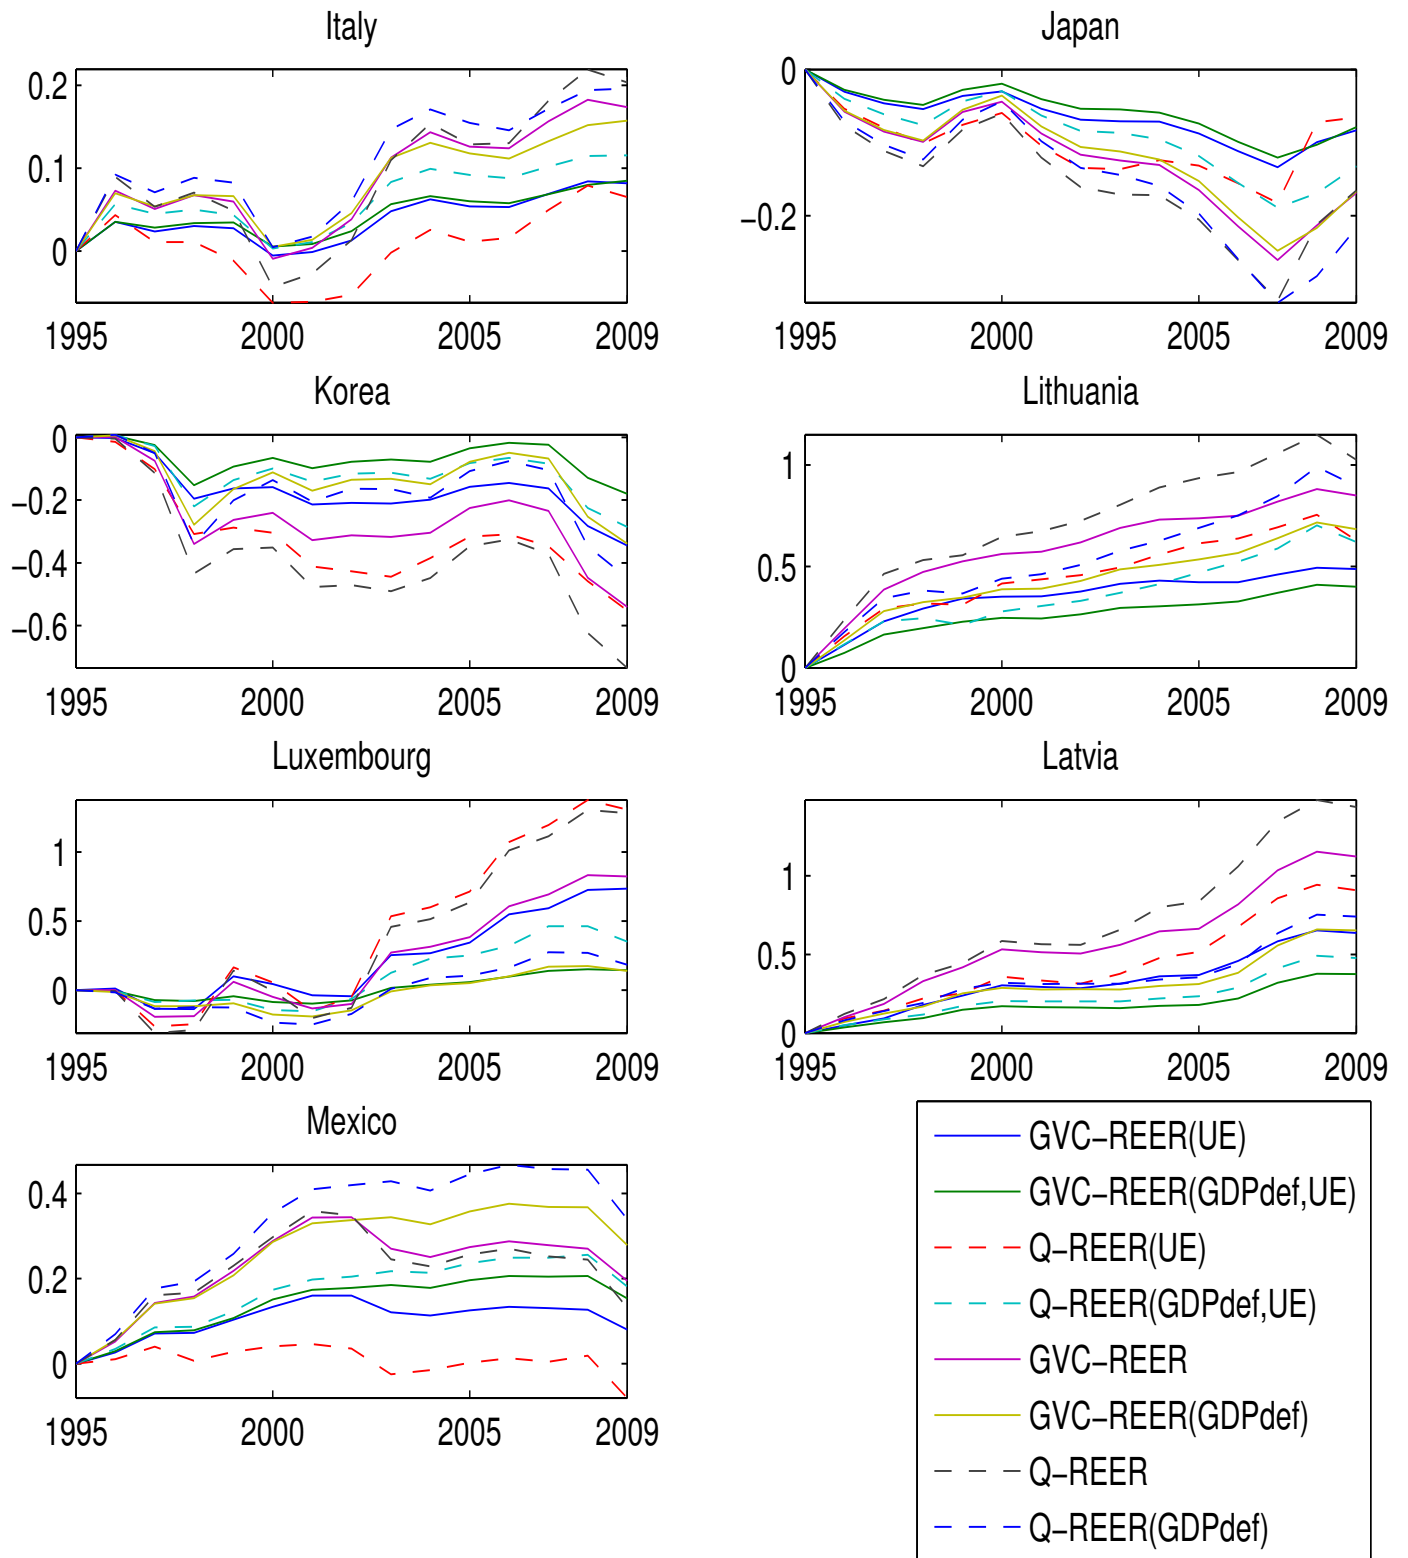 Italy
Japan
0.2
0.1
0
0
−0.2
1995 2000 2005 2009
1995 2000 2005 2009
Korea
Lithuania
0
−0.2
−0.4
−0.6
1
0.5
0
1995 2000 2005 2009
1995 2000 2005 2009
Luxembourg
Latvia
1
0.5
0
1
0.5
0
1995 2000 2005 2009
1995 2000 2005 2009
Mexico
0.4
0.2
0
1995 2000 2005 2009
GVC−REER(UE)
GVC−REER(GDPdef,UE)
Q−REER(UE)
Q−REER(GDPdef,UE)
GVC−REER
GVC−REER(GDPdef)
Q−REER
Q−REER(GDPdef)